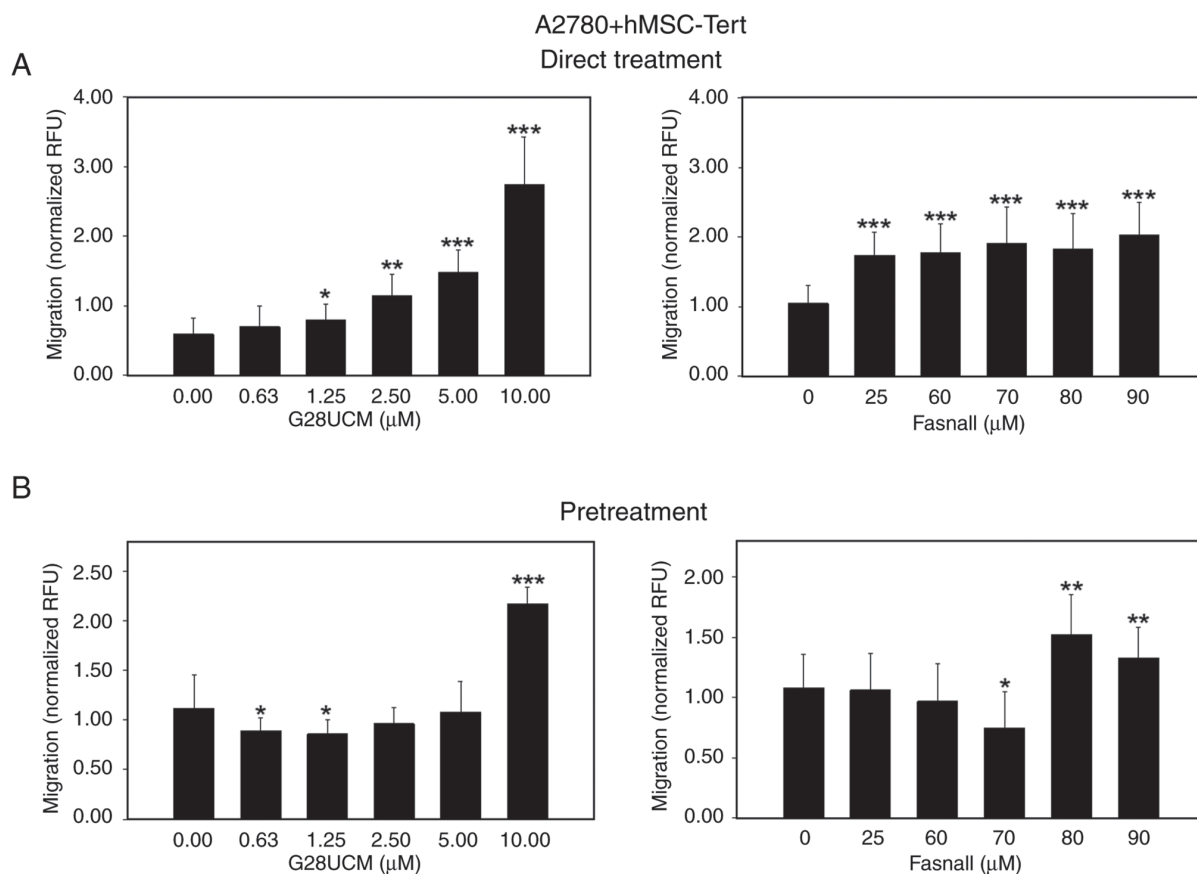 A2780+hMSC-Tert
Direct treatment
A
Migration (normalized RFU)
4.00
3.00
2.00
1.00
0.00
*
**
***
***
0.00 0.63 1.25 2.50 5.00 10.00
G28UCM (μM)
Migration (normalized RFU)
4.00
3.00
2.00
1.00
0.00
***
***
***
***
***
0 25 60 70 80 90
Fasnall (μM)
B
Pretreatment
Migration (normalized RFU)
2.50
2.00
1.50
1.00
0.50
0.00
*
*
***
0.00 0.63 1.25 2.50 5.00 10.00
G28UCM (μM)
Migration (normalized RFU)
2.00
1.50
1.00
0.50
0.00
*
**
**
0 25 60 70 80 90
Fasnall (μM)